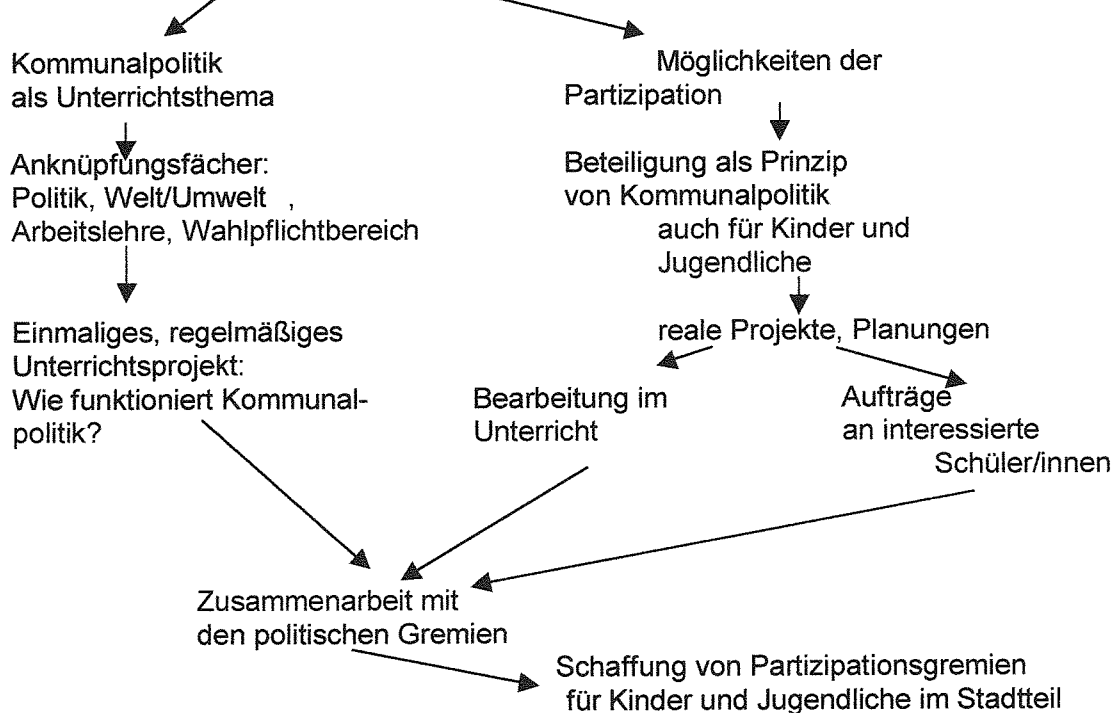 Kommunalpolitik
als Unterrichtsthema
Möglichkeiten der
Partizipation
Anknüpfungsfächer:
Politik, Welt/Umwelt ,
Arbeitslehre, Wahlpflichtbereich
Beteiligung als Prinzip
von Kommunalpolitik
auch für Kinder und
Jugendliche
Einmaliges, regelmäßiges
Unterrichtsprojekt:
Wie funktioniert Kommunal-
politik?
reale Projekte, Planungen
Bearbeitung im
Unterricht
Aufträge
an interessierte
Schüler/innen
Zusammenarbeit mit
den politischen Gremien
Schaffung von Partizipationsgremien
für Kinder und Jugendliche im Stadtteil